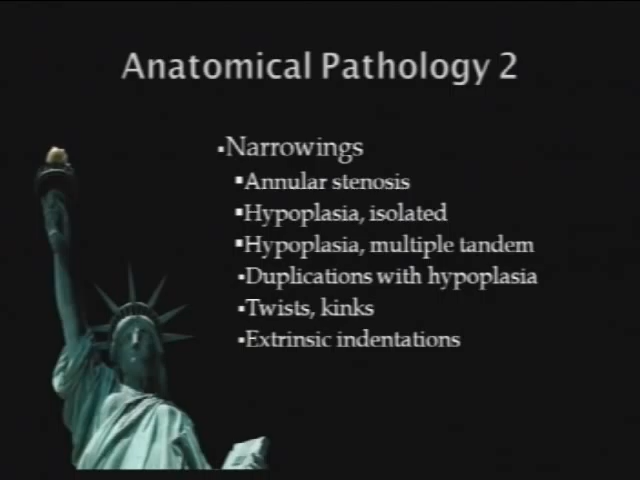 Anatomical Pathology 2
▪Narrowings
▪Annular stenosis
▪Hypoplasia, isolated
▪Hypoplasia, multiple tandem
▪Duplications with hypoplasia
▪Twists, kinks
▪Extrinsic indentations